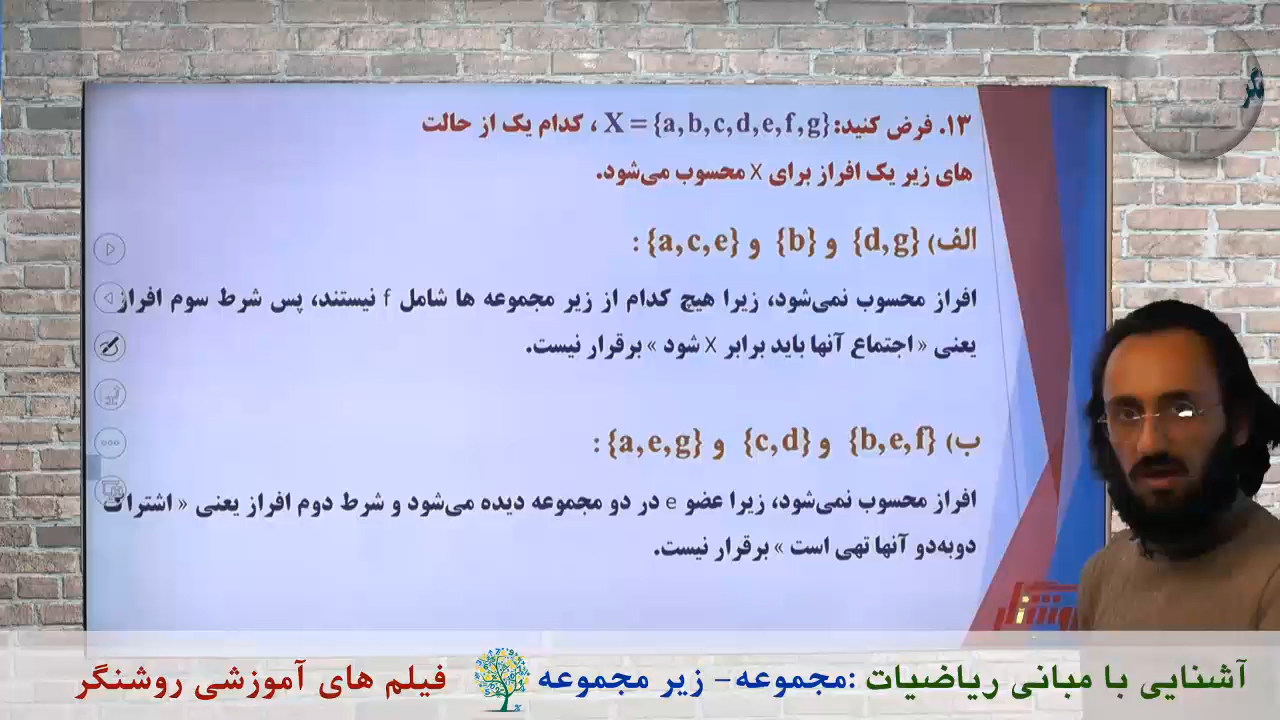 ۱۳. فرض کنید: X = {a, b, c, d, e, f, g} ، کدام یک از حالت
های زیر یک افراز برای X محسوب می‌شود.
الف) {d, g} و {b} و {a, c, e} :
افراز محسوب نمی‌شود، زیرا هیچ کدام از زیر مجموعه ها شامل f نیستند، پس شرط سوم افراز
یعنی « اجتماع آنها باید برابر X شود » برقرار نیست.
ب) {b, e, f} و {c, d} و {a, e, g} :
افراز محسوب نمی‌شود، زیرا عضو e در دو مجموعه دیده می‌شود و شرط دوم افراز یعنی « اشتراک
دوبه‌دو آنها تهی است » برقرار نیست.
آشنایی با مبانی ریاضیات :مجموعه- زیر مجموعه فیلم های آموزشی روشنگر